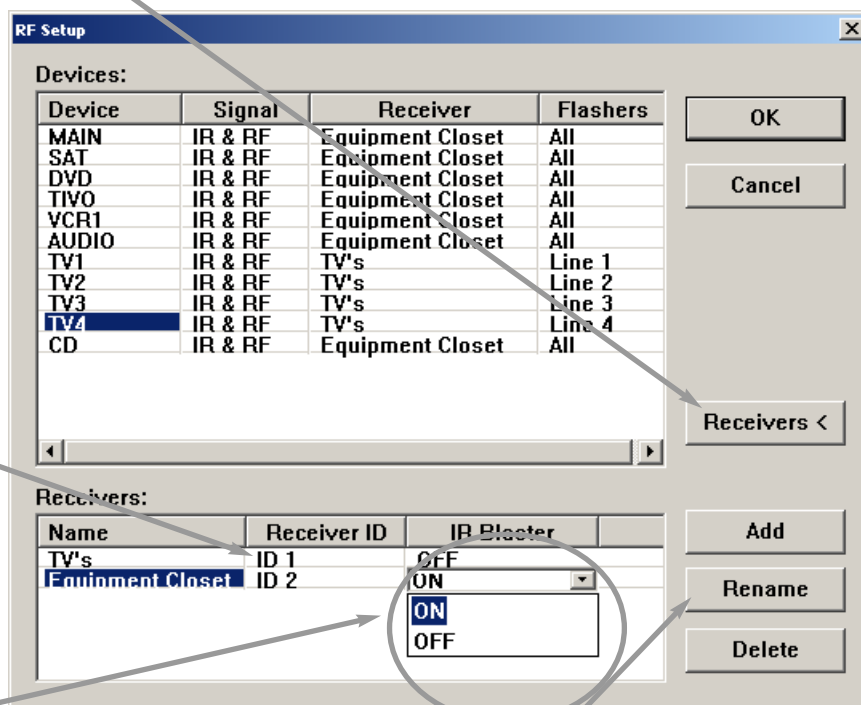 RF Setup
Devices:
Device Signal Receiver Flashers
MAIN IR & RF Equipment Closet All
SAT IR & RF Equipment Closet All
DVD IR & RF Equipment Closet All
TIVO IR & RF Equipment Closet All
VCR1 IR & RF Equipment Closet All
AUDIO IR & RF Equipment Closet All
TV1 IR & RF TV's Line 1
TV2 IR & RF TV's Line 2
TV3 IR & RF TV's Line 3
TV4 IR & RF TV's Line 4
CD IR & RF Equipment Closet All
OK
Cancel
Receivers <
Receivers:
Name Receiver ID IR Blaster
TV's ID 1 OFF
Equipment Closet ID 2 ON
ON
OFF
Add
Rename
Delete